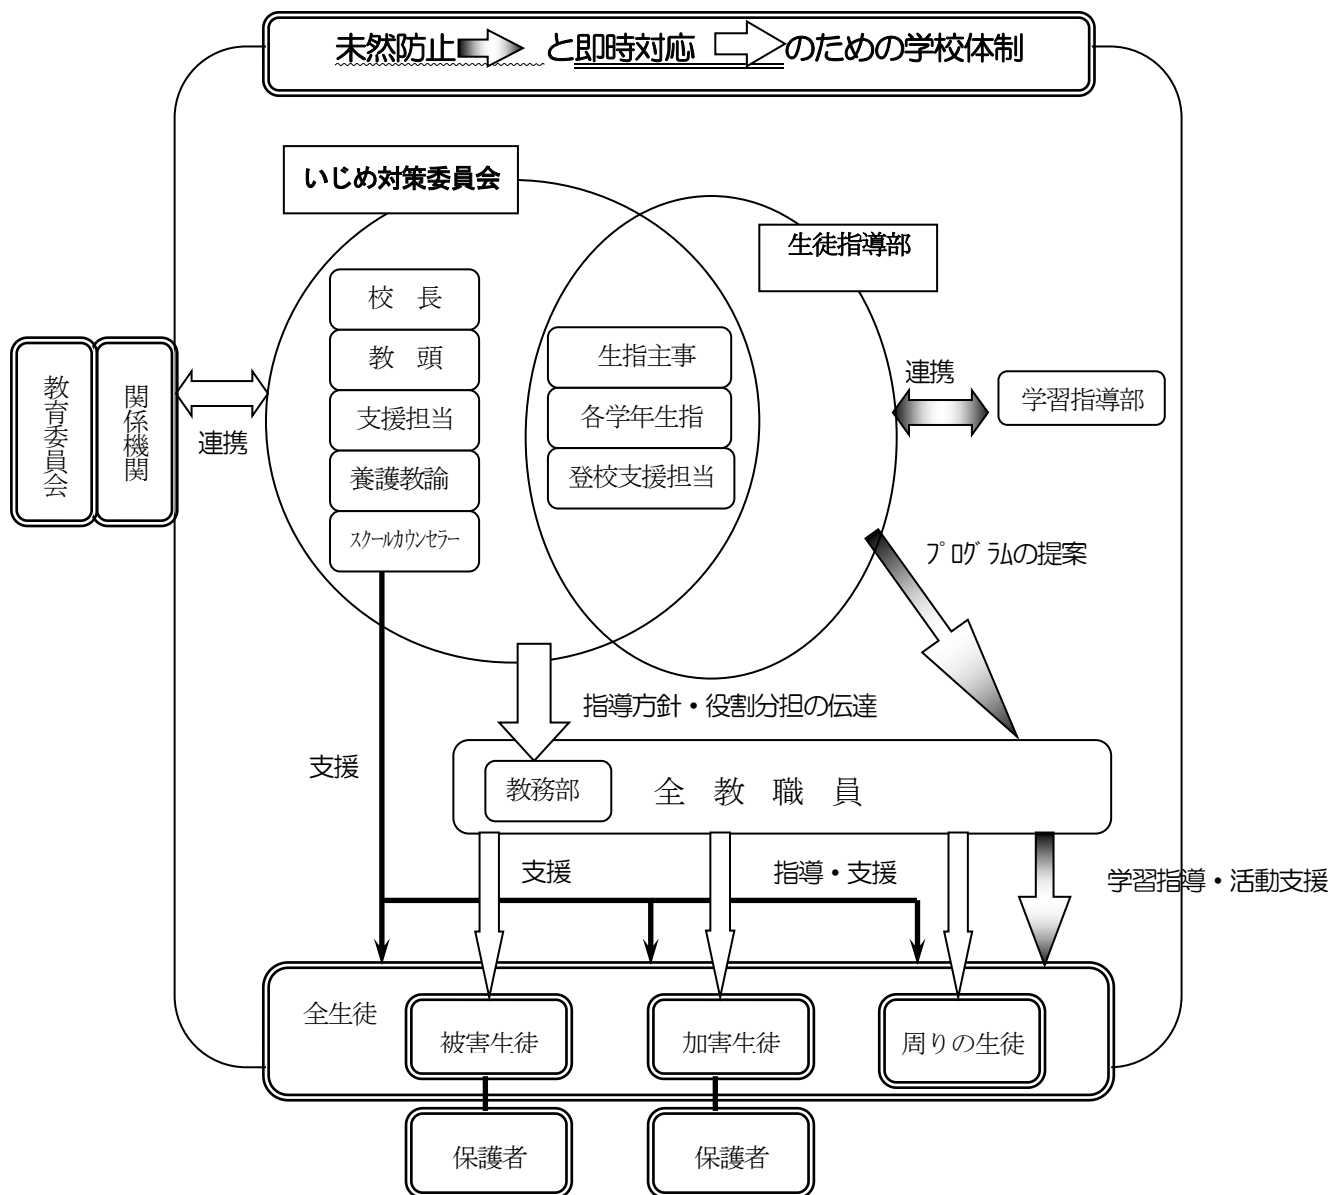 未然防止 と即時対応 のための学校体制
いじめ対策委員会
生徒指導部
校　長
教　頭
支援担当
養護教諭
スクールカウンセラー
生指主事
各学年生指
登校支援担当
教育委員会
関係機関
連携
連携
学習指導部
プログラムの提案
指導方針・役割分担の伝達
支援
教務部
全　教　職　員
支援
指導・支援
学習指導・活動支援
全生徒
被害生徒
加害生徒
周りの生徒
保護者
保護者